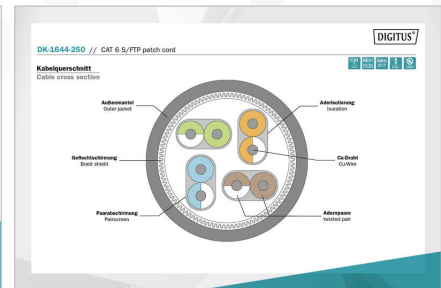 DIGITUS®
DK-1644-250 // CAT 6 S/FTP patch cord
Kabelquerschnitt
Cable cross section
Außenmantel
Outer jacket
Aderisolierung
Insulation
Geflechtschirmung
Braid shield
Cu-Draht
Cu-Wire
Paarabschirmung
Pairscreen
Adernpaare
twisted pair